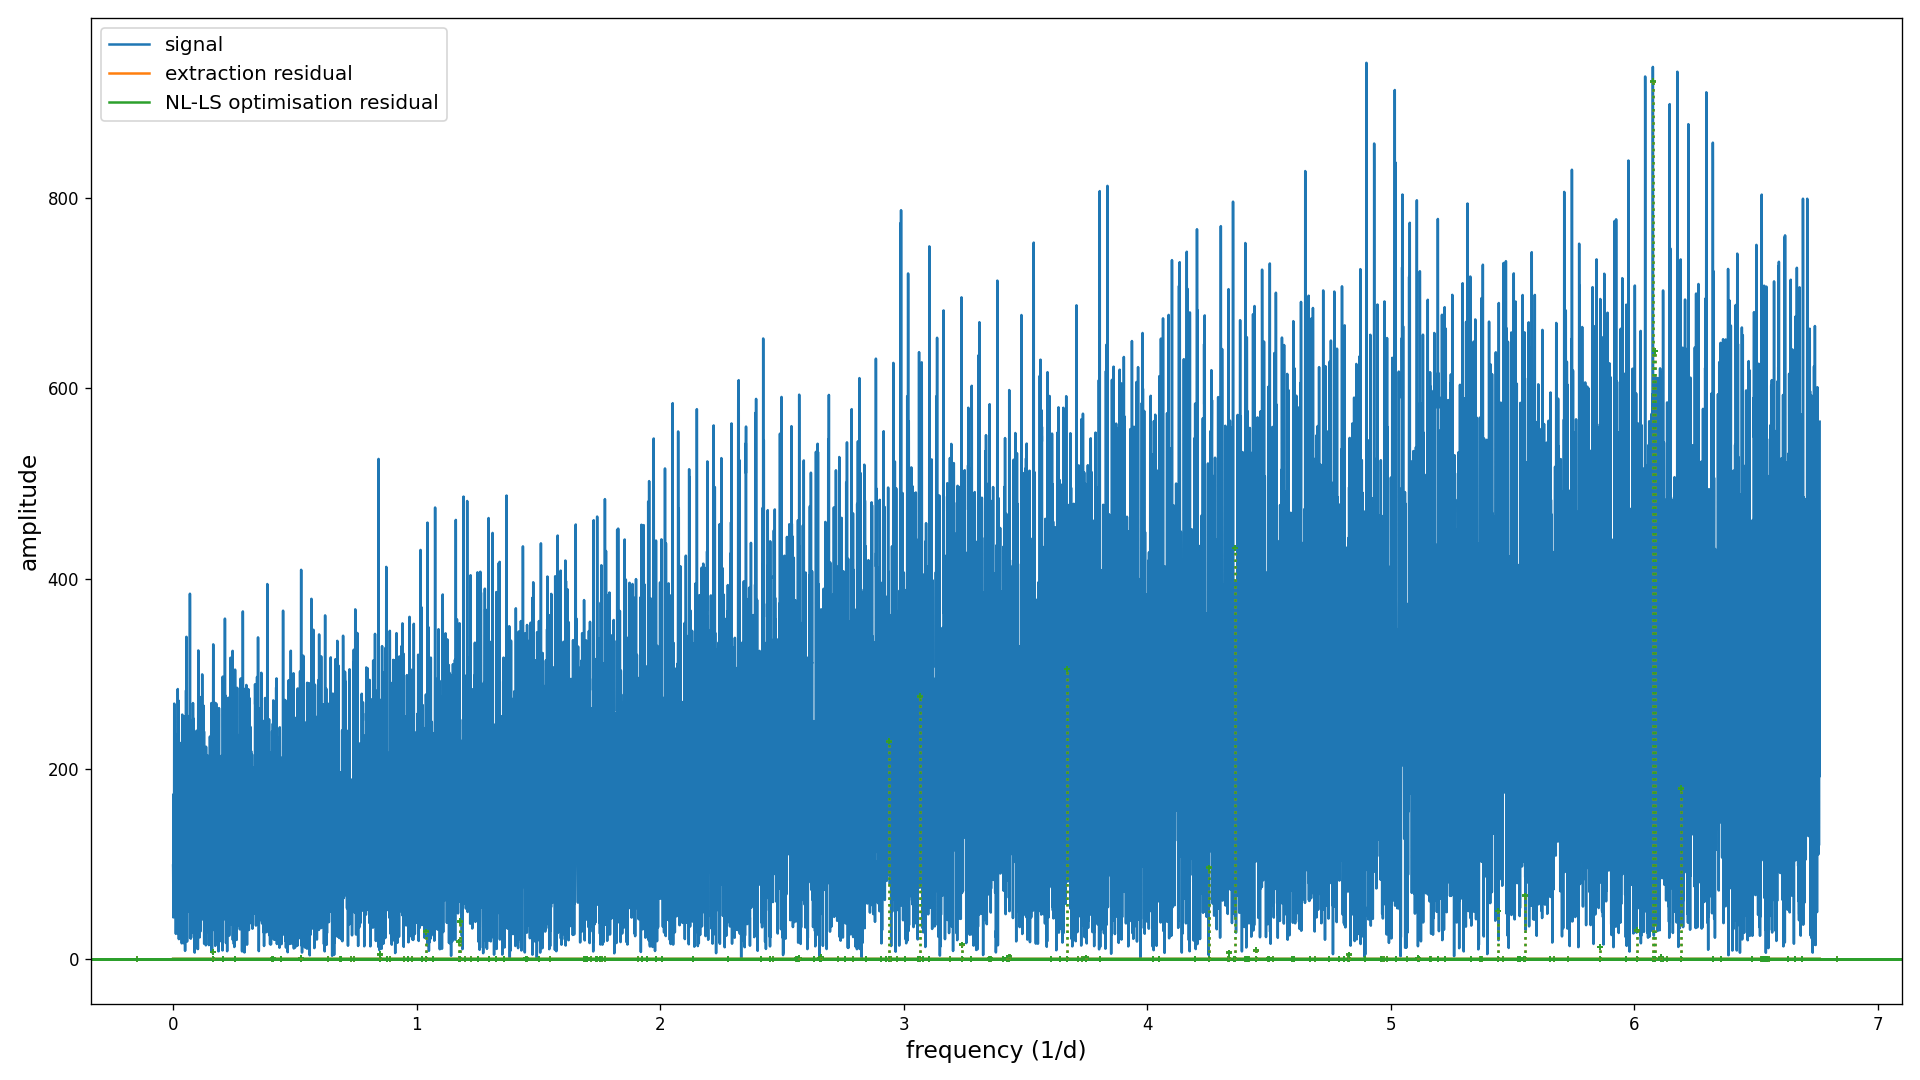 signal
extraction residual
NL-LS optimisation residual
amplitude
800
600
400
200
0
0 1 2 3 4 5 6 7
frequency (1/d)